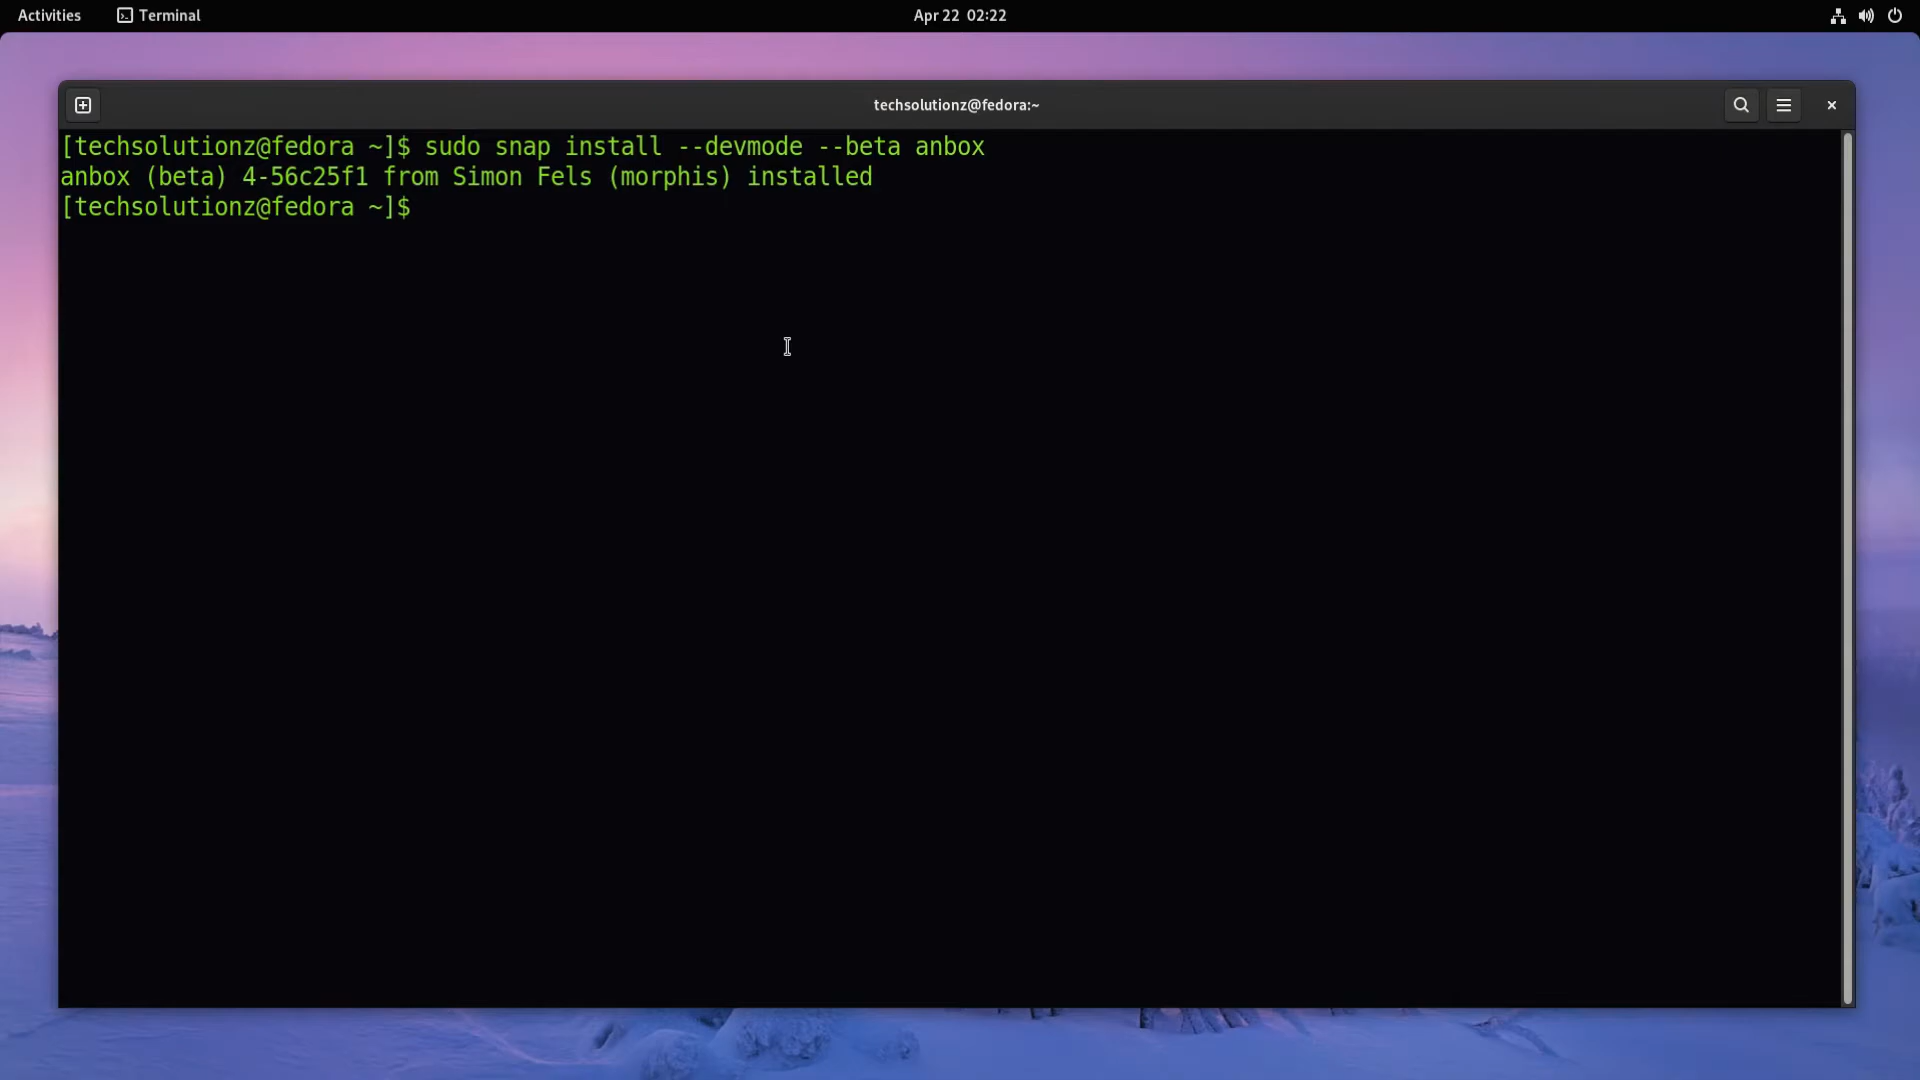 Activities
Terminal
Apr 22 02:22
techsolutionz@fedora:~
[techsolutionz@fedora ~]$ sudo snap install --devmode --beta anbox
anbox (beta) 4-56c25f1 from Simon Fels (morphis) installed
[techsolutionz@fedora ~]$